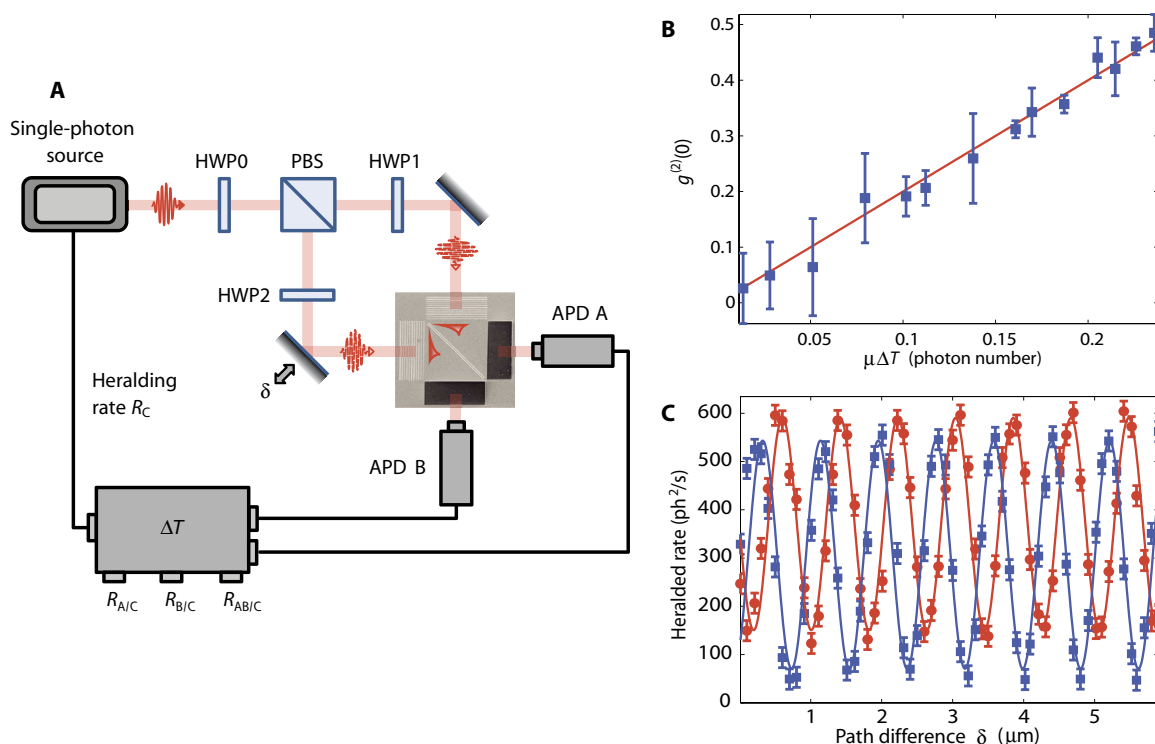 A
Single-photon
source
HWP0
PBS
HWP1
HWP2
δ
APD A
Heralding
rate R_C
APD B
ΔT
R_A/C
R_B/C
R_AB/C
B
g^(2)(0)
0.5
0.4
0.3
0.2
0.1
0
0.05
0.1
0.15
0.2
μΔT (photon number)
C
Heralded rate (ph²/s)
600
500
400
300
200
100
0
1
2
3
4
5
Path difference δ (μm)